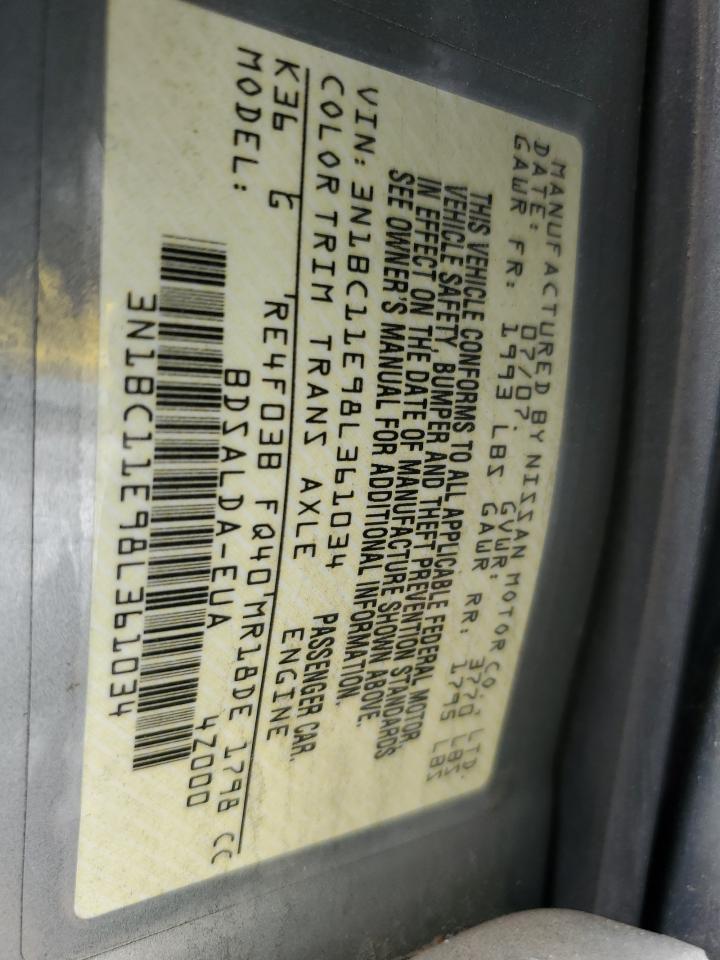 MANUFACTURED BY NISSAN MOTOR CO., LTD.
DATE: 07/07. GVWR: 3770 LBS
GAWR FR: 1993 LBS GAWR RR: 1795 LBS
THIS VEHICLE CONFORMS TO ALL APPLICABLE FEDERAL MOTOR
VEHICLE SAFETY, BUMPER AND THEFT PREVENTION STANDARDS
IN EFFECT ON THE DATE OF MANUFACTURE SHOWN ABOVE.
SEE OWNER'S MANUAL FOR ADDITIONAL INFORMATION.
VIN: 3N1BC11E98L361034 PASSENGER CAR.
COLOR TRIM TRANS AXLE ENGINE
K36 G 'RE4F03B FQ40'MR18DE 1798 CC
MODEL: BDSALDA-EUA 4Z000
3N1BC11E98L361034